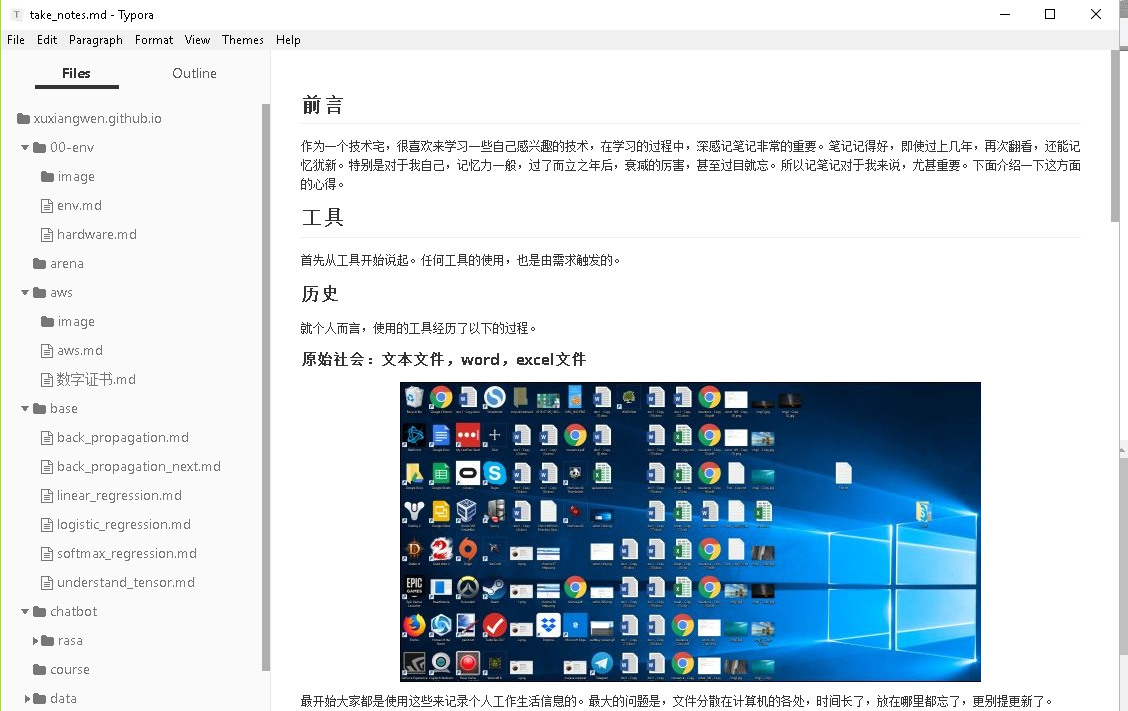 take_notes.md - Typora
File Edit Paragraph Format View Themes Help
Files Outline
xuxiangwen.github.io
00-env
image
env.md
hardware.md
arena
aws
image
aws.md
数字证书.md
base
back_propagation.md
back_propagation_next.md
linear_regression.md
logistic_regression.md
softmax_regression.md
understand_tensor.md
chatbot
rasa
course
data
前言
作为一个技术宅，很喜欢来学习一些自己感兴趣的技术，在学习的过程中，深感记笔记非常的重要。笔记记得好，即使过上几年，再次翻看，还能记
忆犹新。特别是对于我自己，记忆力一般，过了而立之年后，衰减的厉害，甚至过目就忘。所以记笔记对于我来说，尤甚重要。下面介绍一下这方面
的心得。
工具
首先从工具开始说起。任何工具的使用，也是由需求触发的。
历史
就个人而言，使用的工具经历了以下的过程。
原始社会：文本文件，word，excel文件
EPIC
GAMES
最开始大家都是使用这些来记录个人工作生活信息的。最大的问题是，文件分散在计算机的各处，时间长了，放在哪里都忘了，更别提更新了。